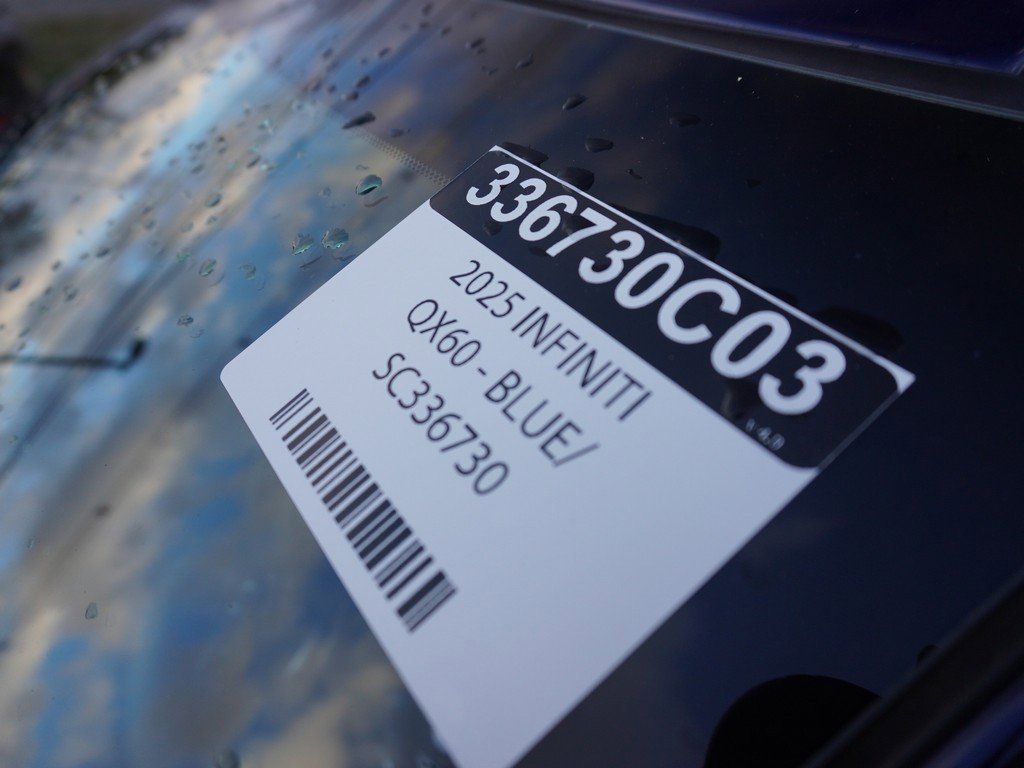 336730C03
2025 INFINITI
QX60 - BLUE/
SC336730